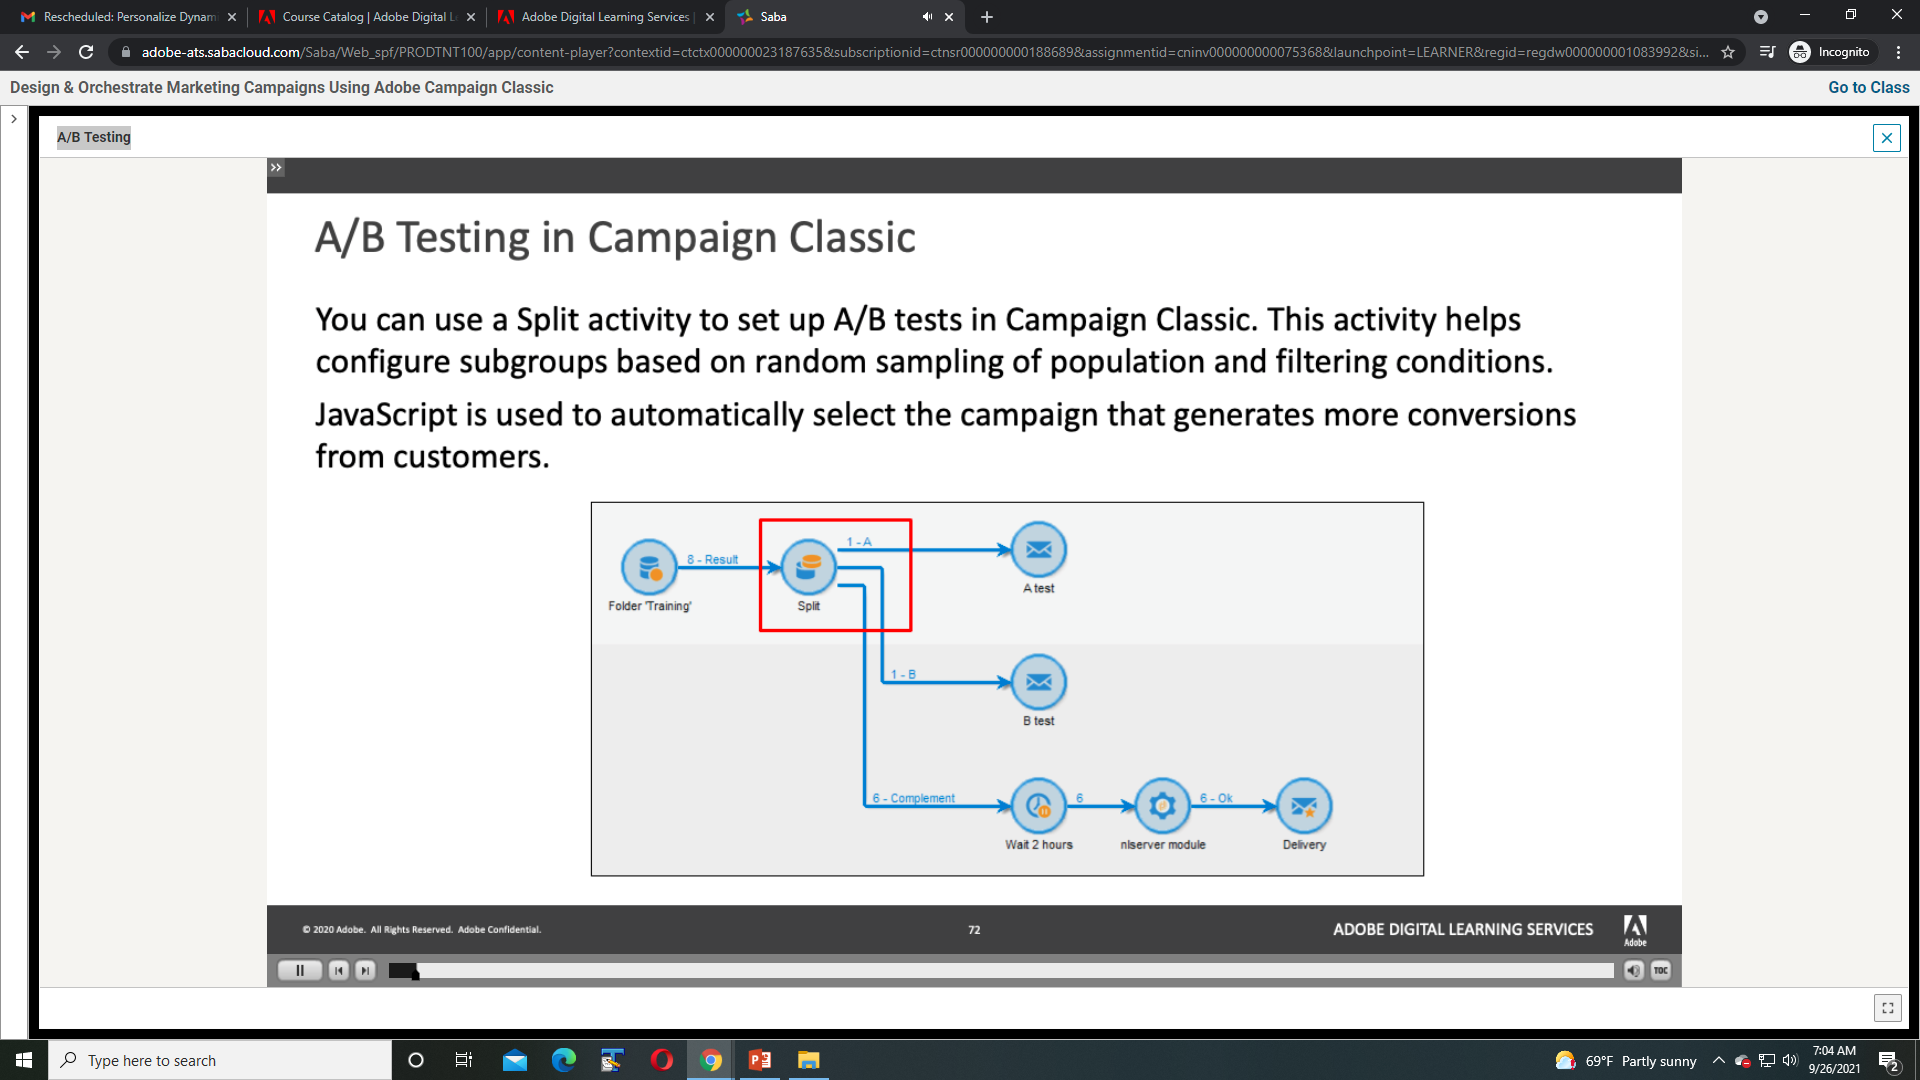 Rescheduled: Personalize Dynam
Course Catalog | Adobe Digital L
Adobe Digital Learning Services |
Saba
adobe-ats.sabacloud.com/Saba/Web_spf/PRODTNT100/app/content-player?contextid=ctctx000000023187635&subscriptionid=ctnsr0000000000188689&assignmentid=cninv000000000075368&launchpoint=LEARNER&regid=regdw000000001083992&si...
Incognito
Design & Orchestrate Marketing Campaigns Using Adobe Campaign Classic
Go to Class
A/B Testing
A/B Testing in Campaign Classic
You can use a Split activity to set up A/B tests in Campaign Classic. This activity helps
configure subgroups based on random sampling of population and filtering conditions.
JavaScript is used to automatically select the campaign that generates more conversions
from customers.
8 - Result
1 - A
Folder 'Training'
Split
A test
1 - B
B test
6 - Complement
6
6 - Ok
Wait 2 hours
nlserver module
Delivery
© 2020 Adobe. All Rights Reserved. Adobe Confidential.
72
ADOBE DIGITAL LEARNING SERVICES
Adobe
TOC
Type here to search
69°F Partly sunny
7:04 AM
9/26/2021
2